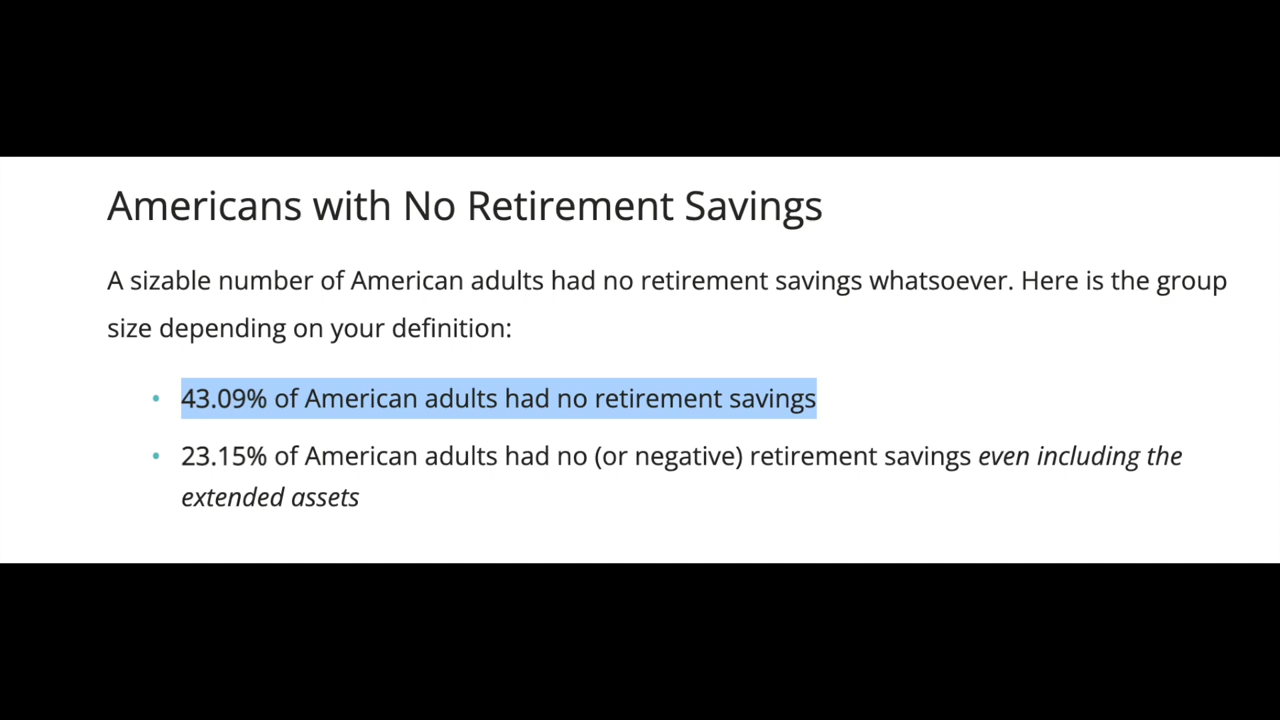 Americans with No Retirement Savings
A sizable number of American adults had no retirement savings whatsoever. Here is the group
size depending on your definition:
• 43.09% of American adults had no retirement savings
• 23.15% of American adults had no (or negative) retirement savings even including the
extended assets